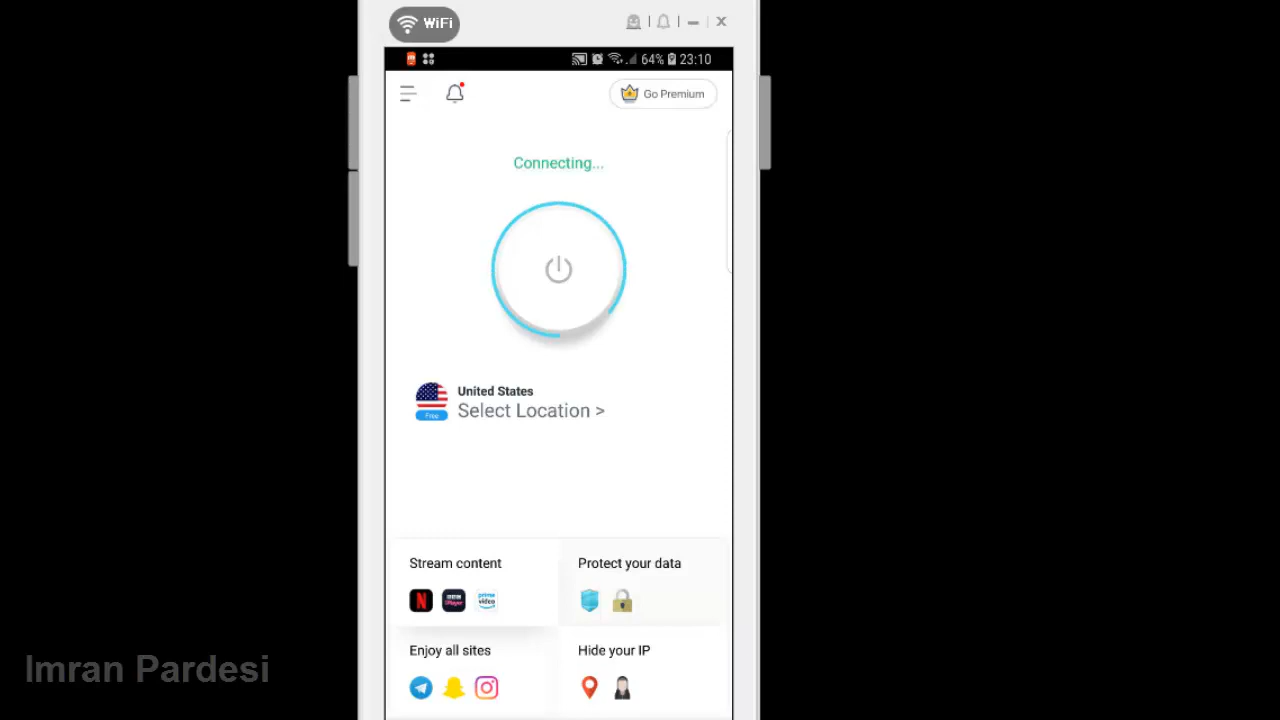 WiFi
64% 23:10
Go Premium
Connecting...
United States
Free
Select Location >
Stream content
Protect your data
N
BBC
iPlayer
prime
video
Enjoy all sites
Hide your IP
Imran Pardesi